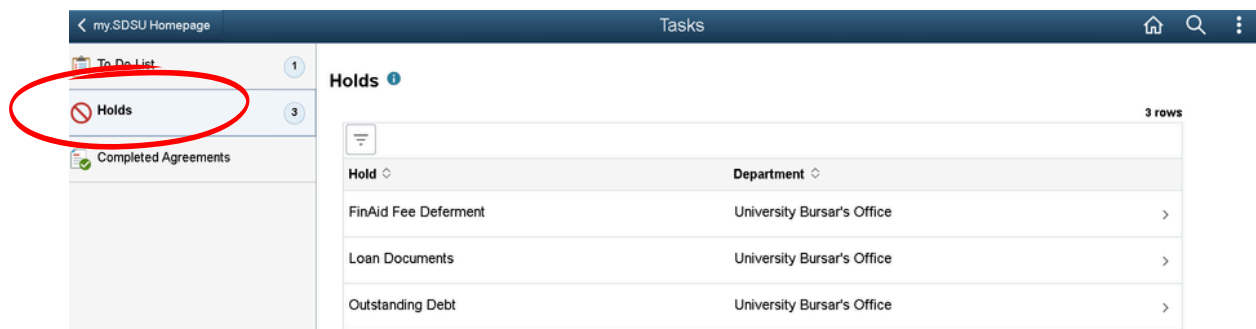 my.SDSU Homepage Tasks
To Do List 1
Holds 3
Completed Agreements
Holds
3 rows
Hold Department
FinAid Fee Deferment University Bursar's Office
Loan Documents University Bursar's Office
Outstanding Debt University Bursar's Office